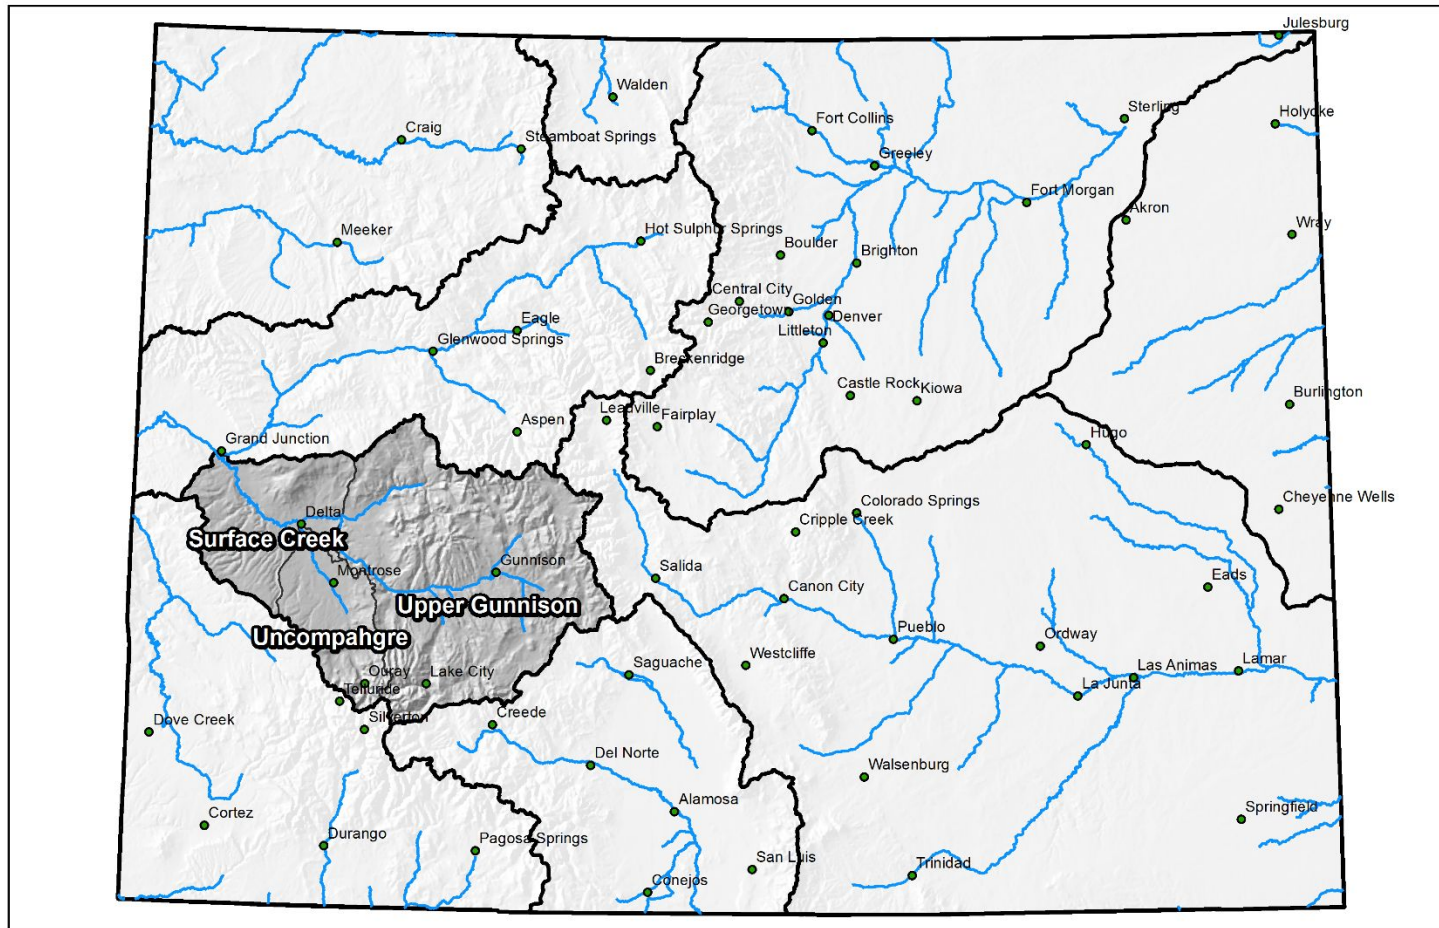 Julesburg
Walden
Sterling
Holyoke
Fort Collins
Craig
Steamboat Springs
Greeley
Fort Morgan
Akron
Wray
Meeker
Hot Sulphur Springs
Boulder
Brighton
Central City
Golden
Georgetown
Denver
Eagle
Littleton
Glenwood Springs
Breckenridge
Castle Rock
Kiowa
Burlington
Leadville
Fairplay
Aspen
Grand Junction
Hugo
Colorado Springs
Cheyenne Wells
Cripple Creek
Delta
Surface Creek
Gunnison
Salida
Montrose
Eads
Canon City
Upper Gunnison
Pueblo
Ordway
Uncompahgre
Westcliffe
Las Animas
Lamar
Ouray
Lake City
Saguache
La Junta
Telluride
Silverton
Creede
Dove Creek
Del Norte
Walsenburg
Alamosa
Cortez
Springfield
Durango
Pagosa Springs
San Luis
Trinidad
Conejos